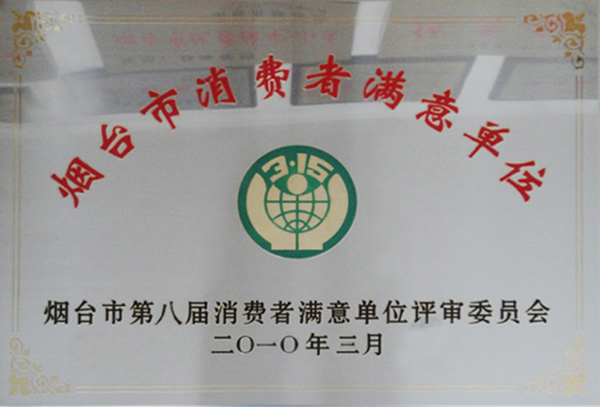 烟台市消费者满意单位
3·15
烟台市第八届消费者满意单位评审委员会
二〇一〇年三月